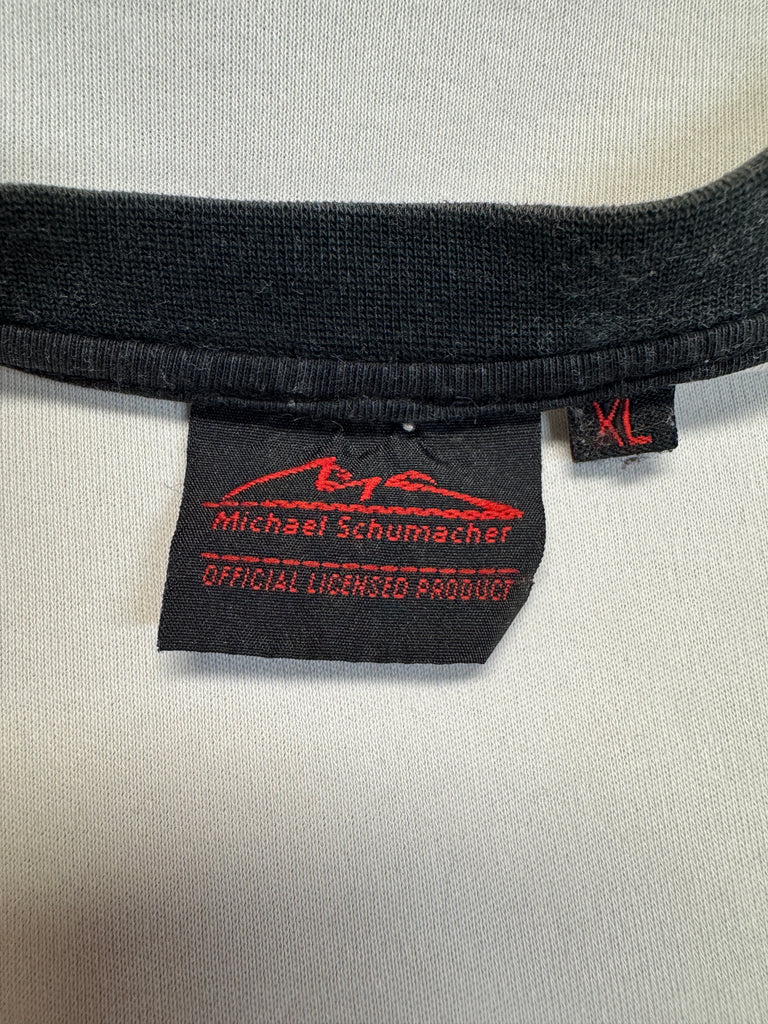 XL
Michael Schumacher
OFFICIAL LICENSED PRODUCT